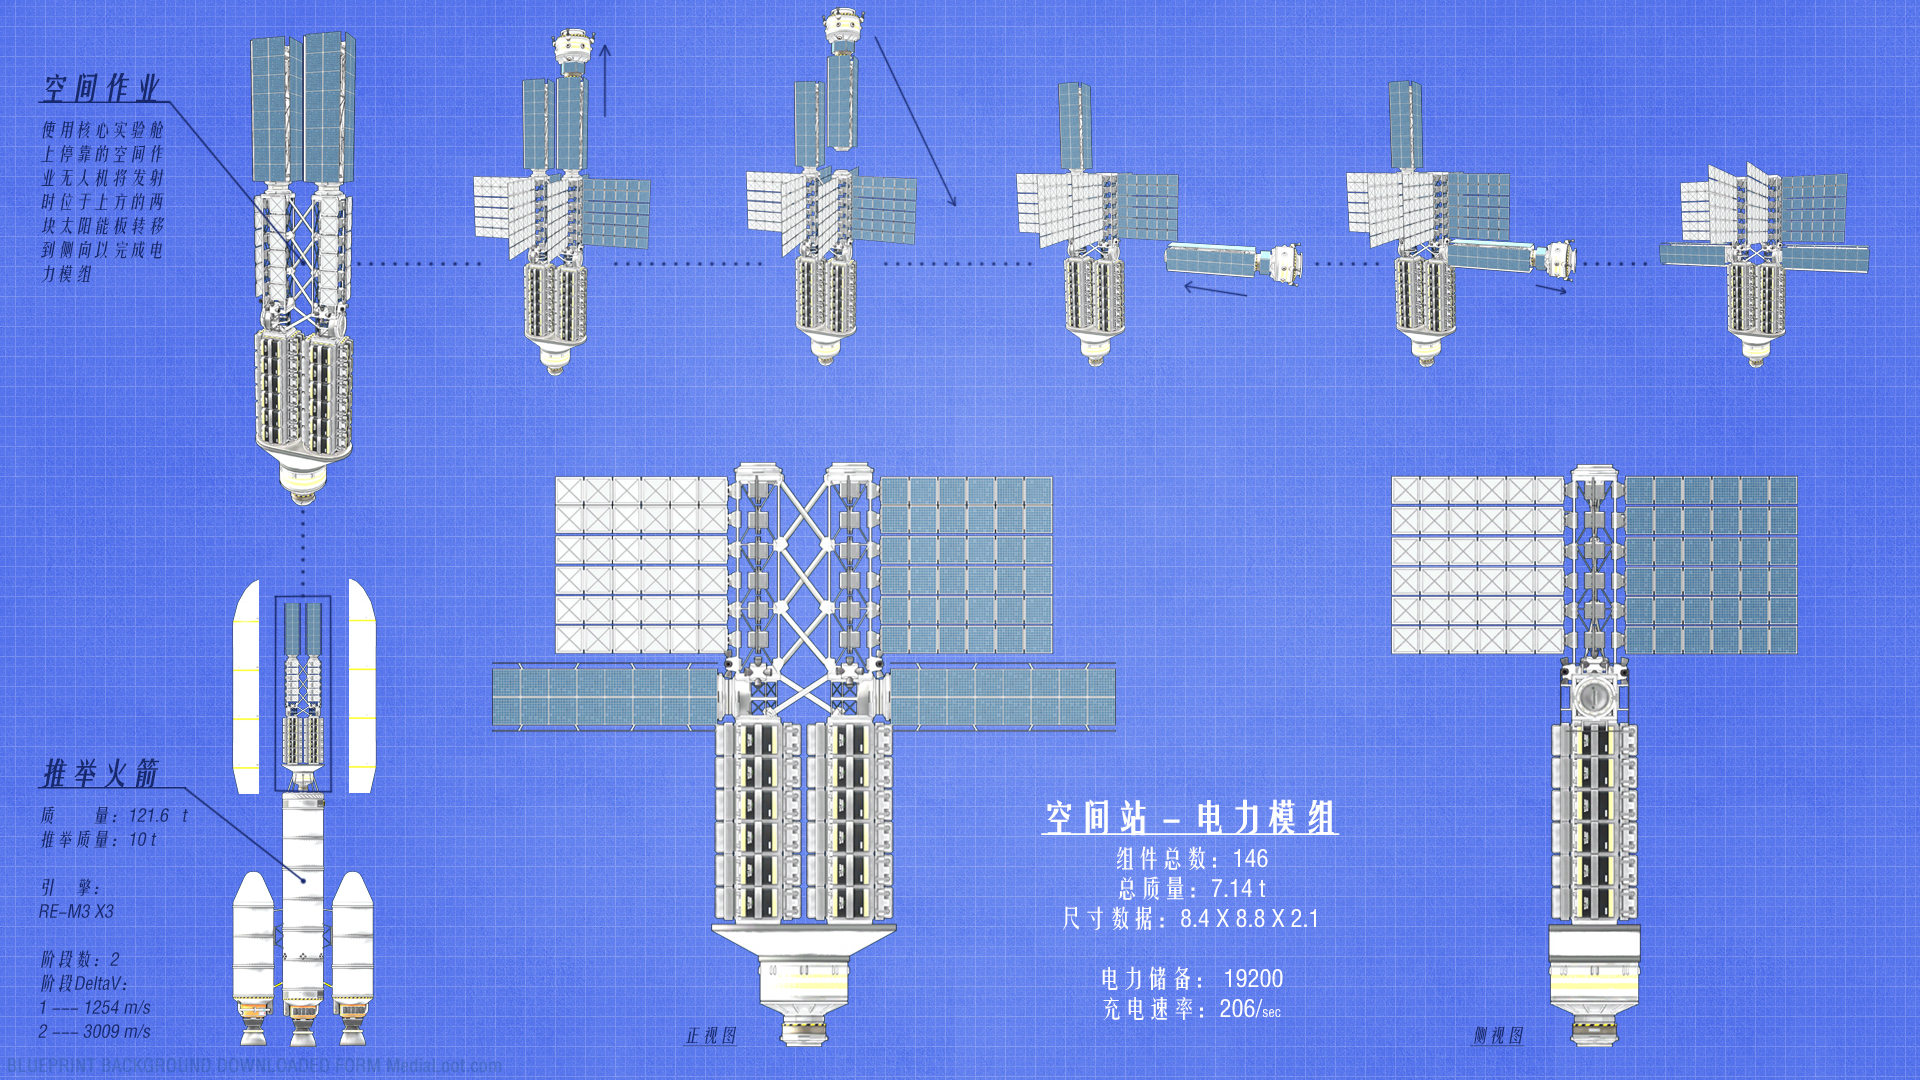 空间作业
使用核心实验舱
上停靠的空间作
业无人机将发射
时位于上方的两
块太阳能板转移
到侧向以完成电
力模组
推举火箭
质 量：121.6 t
推举质量：10 t
引 擎：
RE-M3 X3
阶段数：2
阶段DeltaV：
1 --- 1254 m/s
2 --- 3009 m/s
空间站 - 电力模组
组件总数：146
总质量：7.14 t
尺寸数据：8.4 X 8.8 X 2.1
电力储备：19200
充电速率：206/sec
正视图
侧视图
BLUEPRINT BACKGROUND DOWNLOADED FORM MediaLoot.com